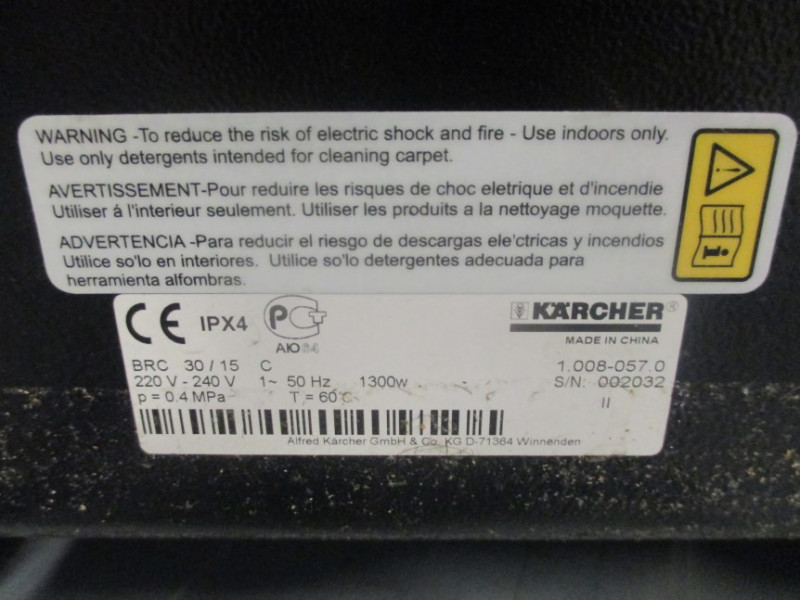 WARNING -To reduce the risk of electric shock and fire - Use indoors only.
Use only detergents intended for cleaning carpet.
AVERTISSEMENT-Pour reduire les risques de choc eletrique et d'incendie
Utiliser á l'interieur seulement. Utiliser les produits a la nettoyage moquette.
ADVERTENCIA -Para reducir el riesgo de descargas ele'ctricas y incendios
Utilice so'lo en interiores. Utilice so'lo detergentes adecuada para
herramienta alfombras.
CE IPX4 PCT
АЮ64
KÄRCHER®
MADE IN CHINA
BRC 30 / 15 C
1.008-057.0
220 V - 240 V 1~ 50 Hz 1300w
S/N: 002032
p = 0.4 MPa T = 60°C
II
Alfred Kärcher GmbH & Co. KG D-71364 Winnenden